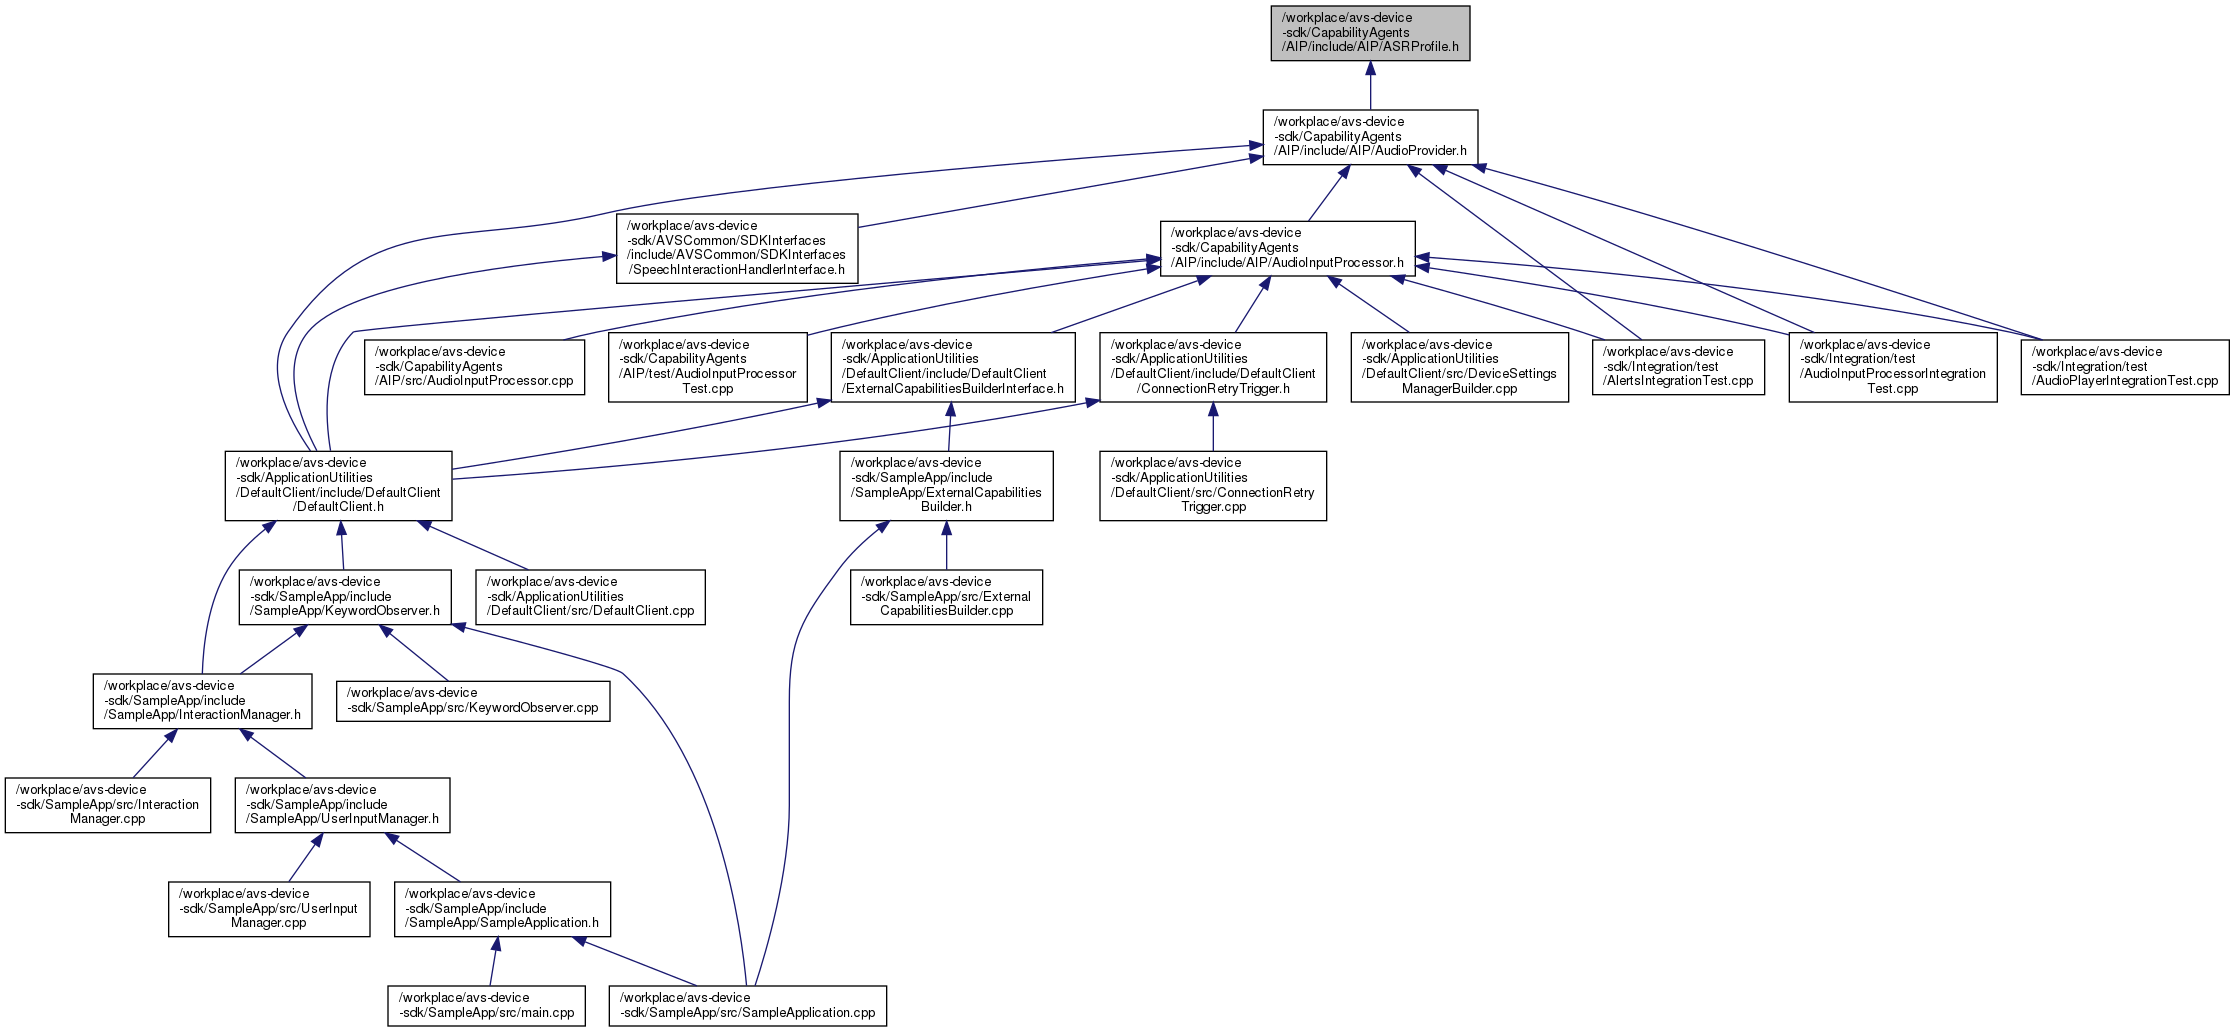 /workplace/avs-device
-sdk/CapabilityAgents
/AIP/include/AIP/ASRProfile.h
/workplace/avs-device
-sdk/CapabilityAgents
/AIP/include/AIP/AudioProvider.h
/workplace/avs-device
-sdk/AVSCommon/SDKInterfaces
/include/AVSCommon/SDKInterfaces
/SpeechInteractionHandlerInterface.h
/workplace/avs-device
-sdk/CapabilityAgents
/AIP/include/AIP/AudioInputProcessor.h
/workplace/avs-device
-sdk/CapabilityAgents
/AIP/src/AudioInputProcessor.cpp
/workplace/avs-device
-sdk/CapabilityAgents
/AIP/test/AudioInputProcessor
Test.cpp
/workplace/avs-device
-sdk/ApplicationUtilities
/DefaultClient/include/DefaultClient
/ExternalCapabilitiesBuilderInterface.h
/workplace/avs-device
-sdk/ApplicationUtilities
/DefaultClient/include/DefaultClient
/ConnectionRetryTrigger.h
/workplace/avs-device
-sdk/ApplicationUtilities
/DefaultClient/src/DeviceSettings
ManagerBuilder.cpp
/workplace/avs-device
-sdk/Integration/test
/AlertsIntegrationTest.cpp
/workplace/avs-device
-sdk/Integration/test
/AudioInputProcessorIntegration
Test.cpp
/workplace/avs-device
-sdk/Integration/test
/AudioPlayerIntegrationTest.cpp
/workplace/avs-device
-sdk/ApplicationUtilities
/DefaultClient/include/DefaultClient
/DefaultClient.h
/workplace/avs-device
-sdk/SampleApp/include
/SampleApp/ExternalCapabilities
Builder.h
/workplace/avs-device
-sdk/ApplicationUtilities
/DefaultClient/src/ConnectionRetry
Trigger.cpp
/workplace/avs-device
-sdk/SampleApp/include
/SampleApp/KeywordObserver.h
/workplace/avs-device
-sdk/ApplicationUtilities
/DefaultClient/src/DefaultClient.cpp
/workplace/avs-device
-sdk/SampleApp/src/External
CapabilitiesBuilder.cpp
/workplace/avs-device
-sdk/SampleApp/include
/SampleApp/InteractionManager.h
/workplace/avs-device
-sdk/SampleApp/src/KeywordObserver.cpp
/workplace/avs-device
-sdk/SampleApp/src/Interaction
Manager.cpp
/workplace/avs-device
-sdk/SampleApp/include
/SampleApp/UserInputManager.h
/workplace/avs-device
-sdk/SampleApp/src/UserInput
Manager.cpp
/workplace/avs-device
-sdk/SampleApp/include
/SampleApp/SampleApplication.h
/workplace/avs-device
-sdk/SampleApp/src/main.cpp
/workplace/avs-device
-sdk/SampleApp/src/SampleApplication.cpp